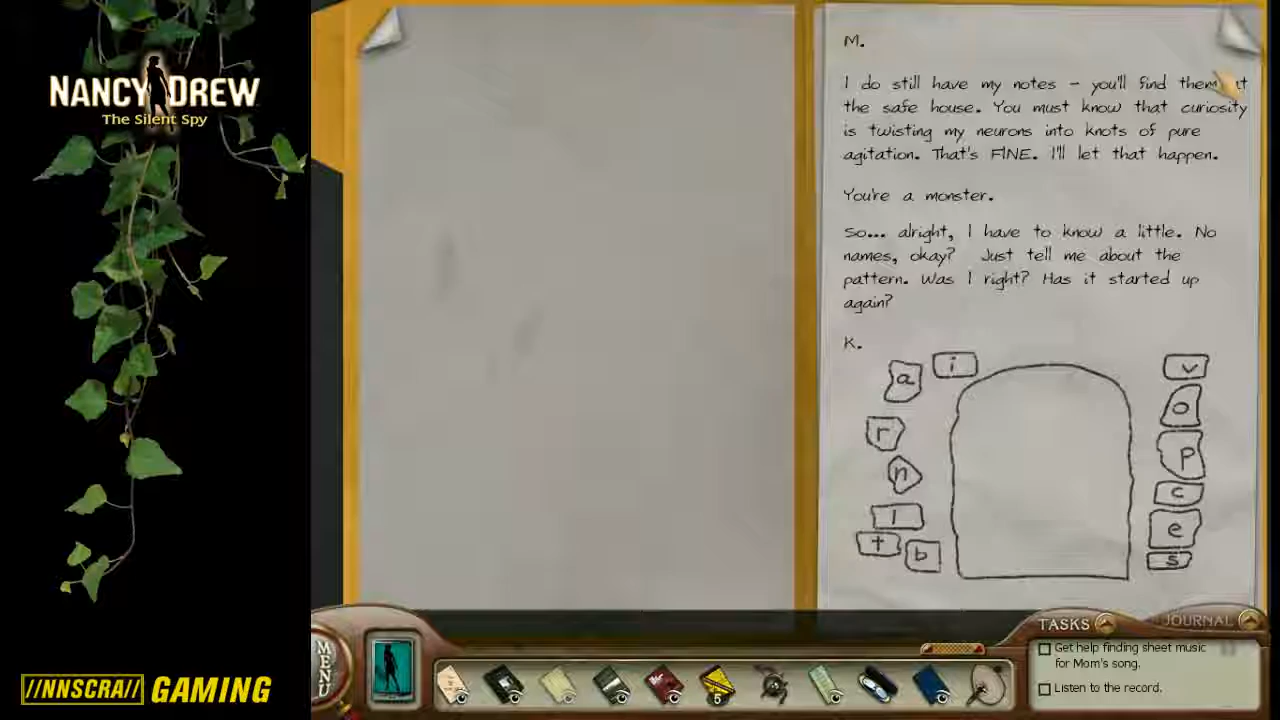 NANCY DREW
The Silent Spy
M.
I do still have my notes – you'll find them at
the safe house. You must know that curiosity
is twisting my neurons into knots of pure
agitation. That's FINE. I'll let that happen.
You're a monster.
So... alright, I have to know a little. No
names, okay? Just tell me about the
pattern. Was I right? Has it started up
again?
K.
a i
r
n
l
t b
v
o
p
c
e
s
MENU
5
TASKS
JOURNAL
Get help finding sheet music
for Mom's song.
Listen to the record.
//NNSCRA// GAMING